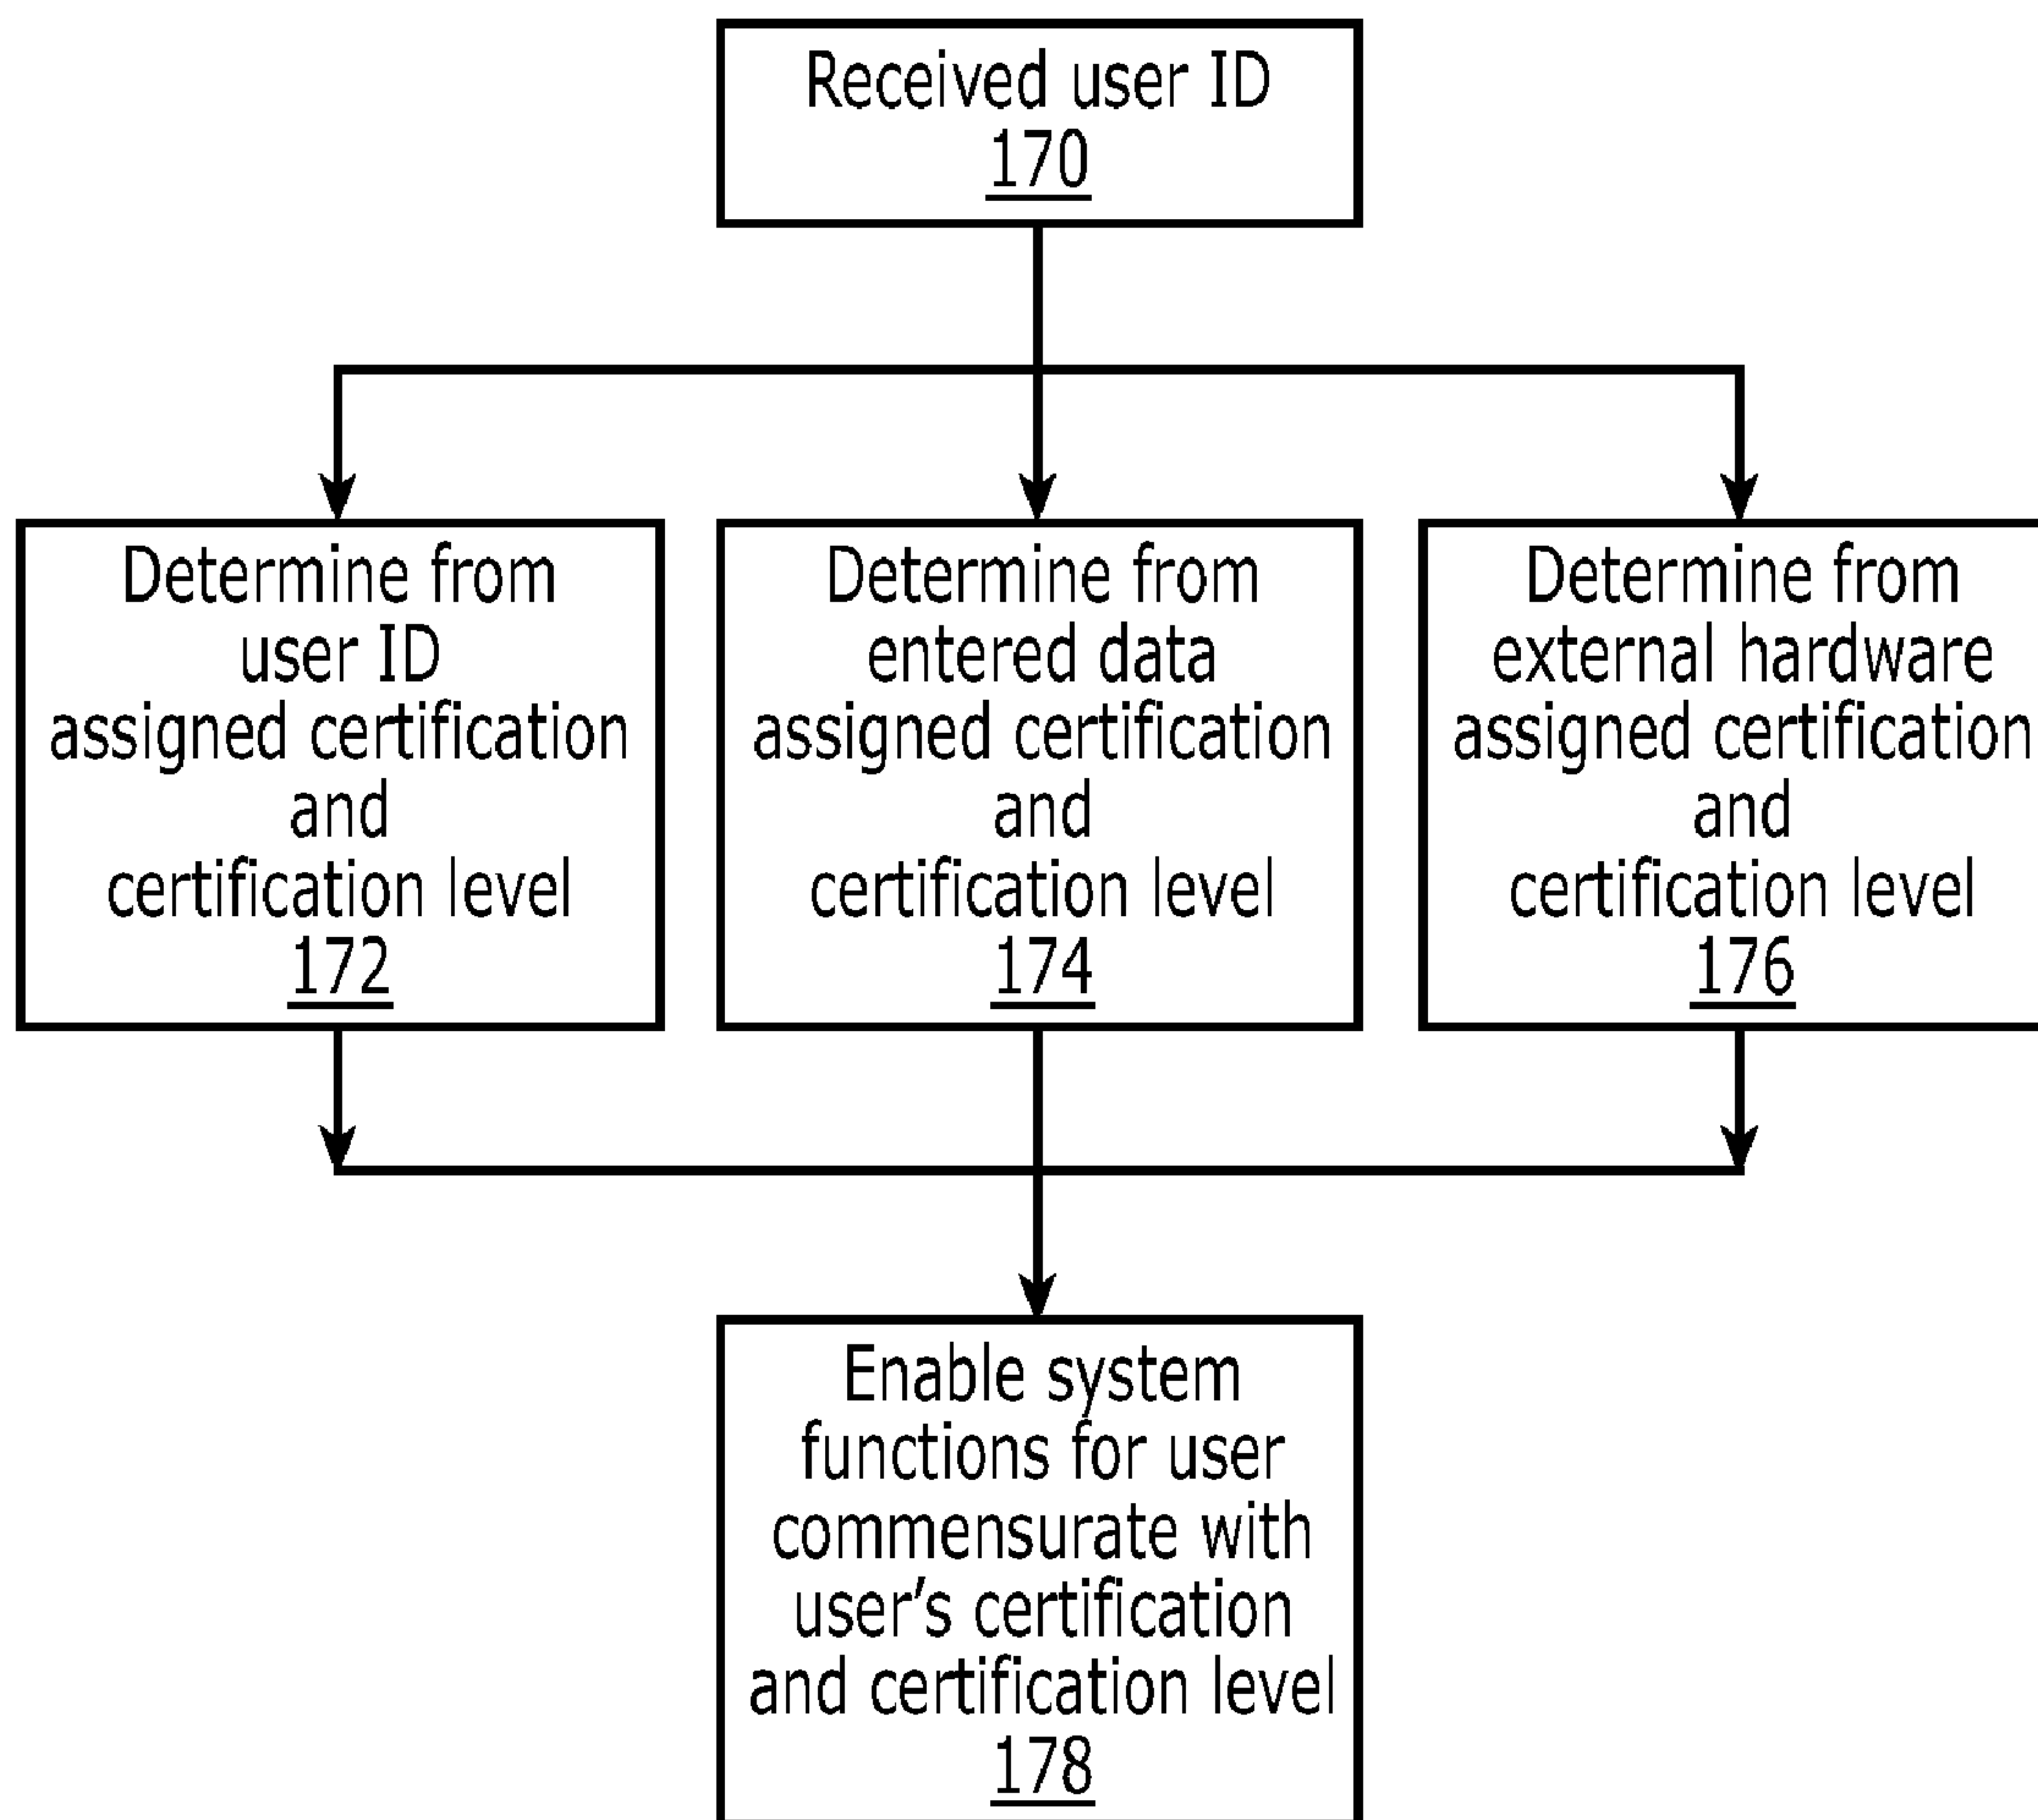 Received user ID
170
Determine from
user ID
assigned certification
and
certification level
172
Determine from
entered data
assigned certification
and
certification level
174
Determine from
external hardware
assigned certification
and
certification level
176
Enable system
functions for user
commensurate with
user's certification
and certification level
178